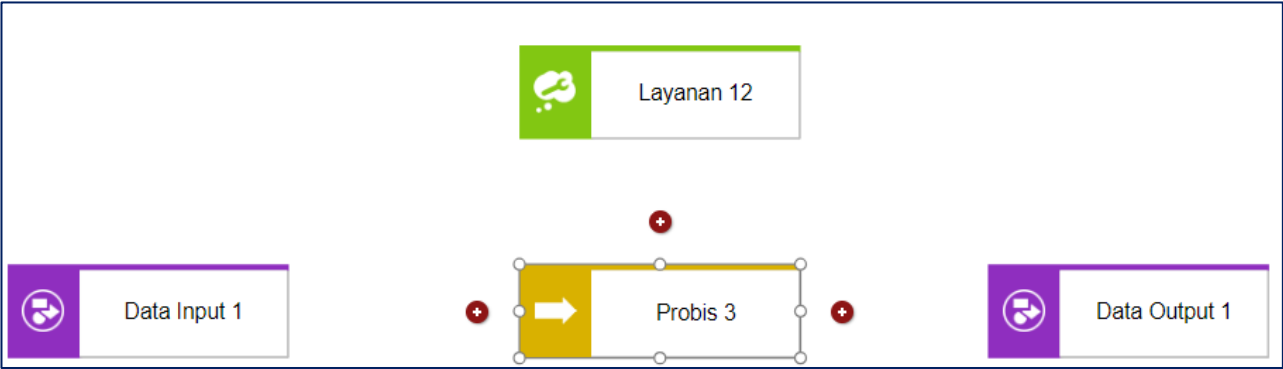 Layanan 12
Data Input 1
Probis 3
Data Output 1